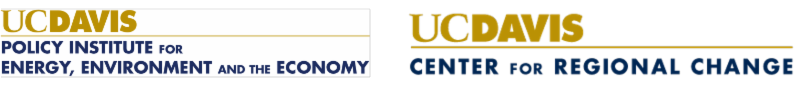 UCDAVIS
POLICY INSTITUTE FOR
ENERGY, ENVIRONMENT AND THE ECONOMY
UCDAVIS
CENTER FOR REGIONAL CHANGE